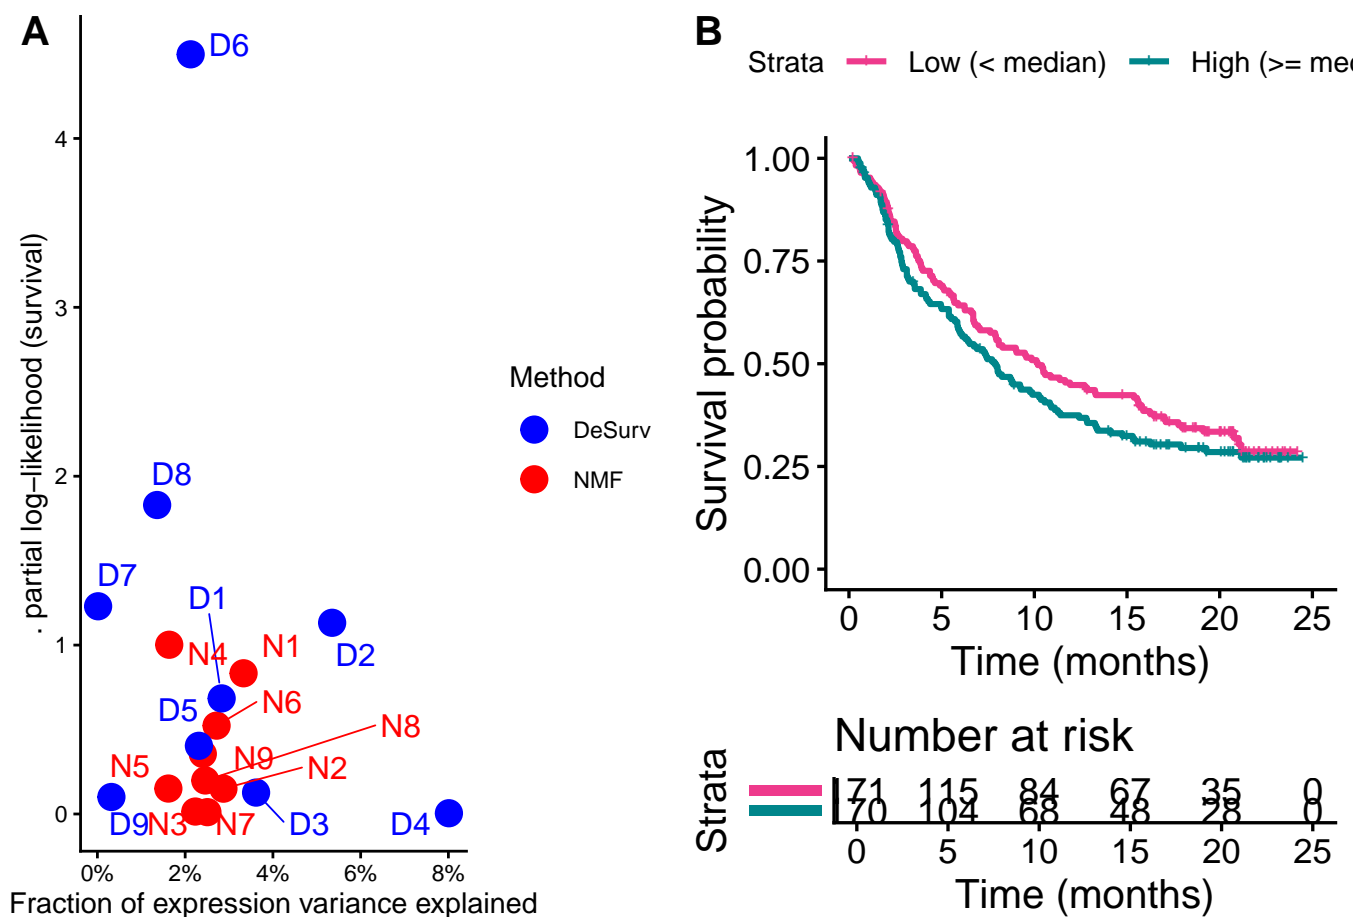 A
D6
4
3
2
1
0
. partial log−likelihood (survival)
D8
D7
D1
D2
N4
N1
D5
N6
N8
N9
N5
N2
D9
N3
N7
D3
D4
0%
2%
4%
6%
8%
Fraction of expression variance explained
Method
DeSurv
NMF
B
Strata
Low (< median)
High (>= med
1.00
0.75
0.50
0.25
0.00
Survival probability
0 5 10 15 20 25
Time (months)
Number at risk
Strata
171 115 84 67 35 0
170 104 68 48 28 0
0 5 10 15 20 25
Time (months)